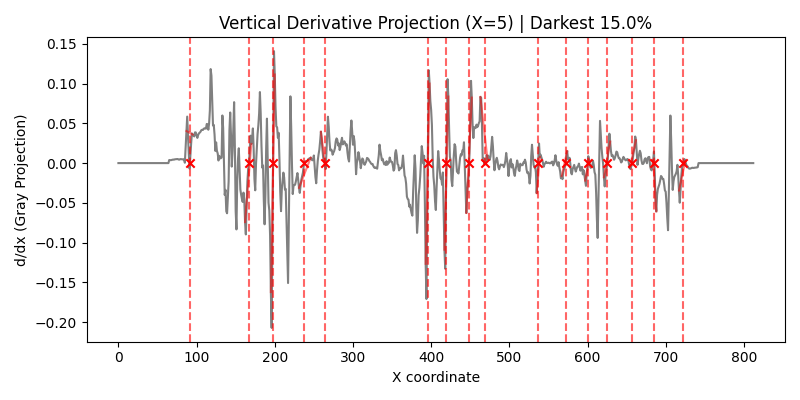 Vertical Derivative Projection (X=5) | Darkest 15.0%
d/dx (Gray Projection)
0.15
0.10
0.05
0.00
−0.05
−0.10
−0.15
−0.20
0 100 200 300 400 500 600 700 800
X coordinate